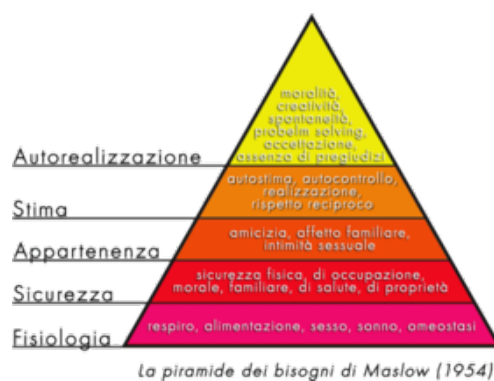 moralità,
creatività,
spontaneità,
probelm solving,
accettazione,
assenza di pregiudizi
Autorealizzazione
autostima, autocontrollo,
realizzazione,
rispetto reciproco
Stima
amicizia, affetto familiare,
intimità sessuale
Appartenenza
sicurezza fisica, di occupazione,
morale, familiare, di salute, di proprietà
Sicurezza
respiro, alimentazione, sesso, sonno, omeostasi
Fisiologia
La piramide dei bisogni di Maslow (1954)